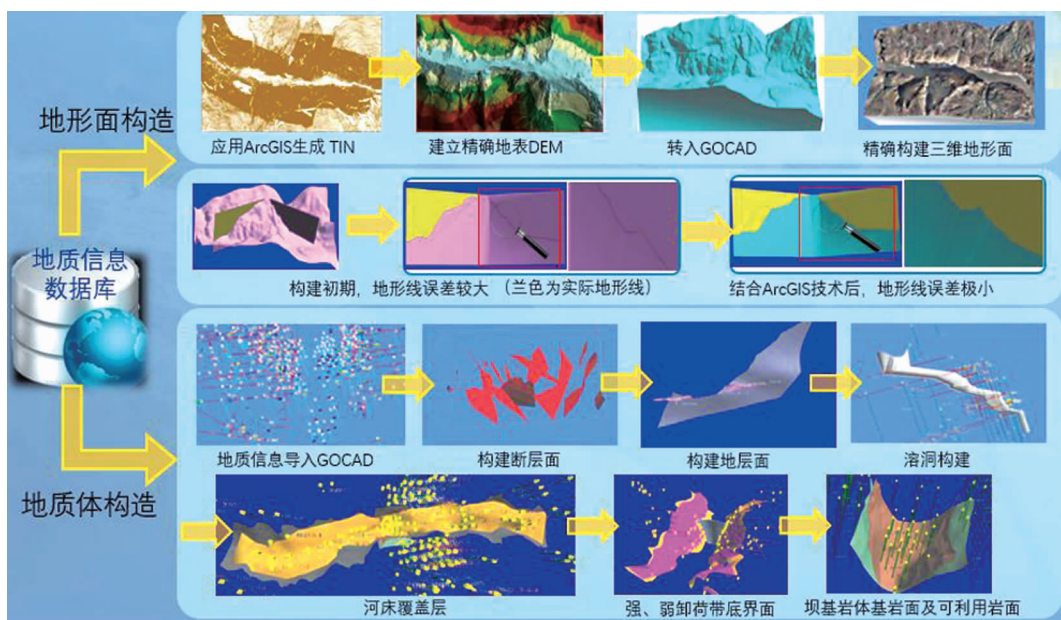 地形面构造
应用ArcGIS生成 TIN
建立精确地表DEM
转入GOCAD
精确构建三维地形面
地质信息
数据库
构建初期，地形线误差较大 （兰色为实际地形线）
结合ArcGIS技术后，地形线误差极小
地质信息导入GOCAD
构建断层面
构建地层面
溶洞构建
地质体构造
河床覆盖层
强、弱卸荷带底界面
坝基岩体基岩面及可利用岩面